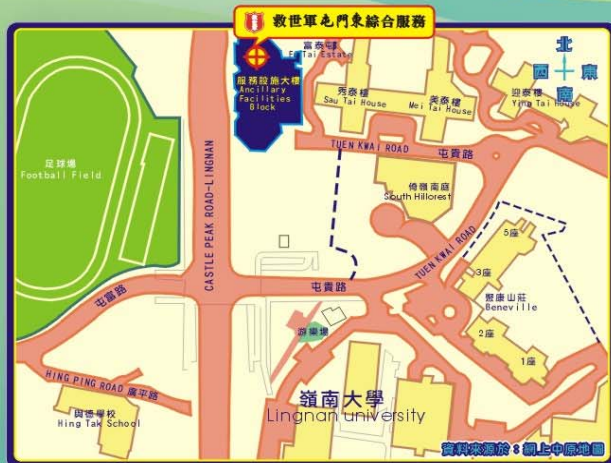 救世軍屯門東綜合服務
富泰邨
Fu Tai Estate
服務設施大樓
Ancillary
Facilities
Block
北
西 東
南
秀泰樓
Sau Tai House
美泰樓
Mei Tai House
迎泰樓
Ying Tai House
TUEN KWAI ROAD 屯貴路
足球場
Football Field
CASTLE PEAK ROAD-LINGNAN
倚嶺南庭
South Hillcrest
TUEN KWAI ROAD
5座
3座
聚康山莊
Beneville
2座
1座
屯富路
屯貴路
游樂場
HING PING ROAD 慶平路
興德學校
Hing Tak School
嶺南大學
Lingnan university
資料來源於：網上中原地圖